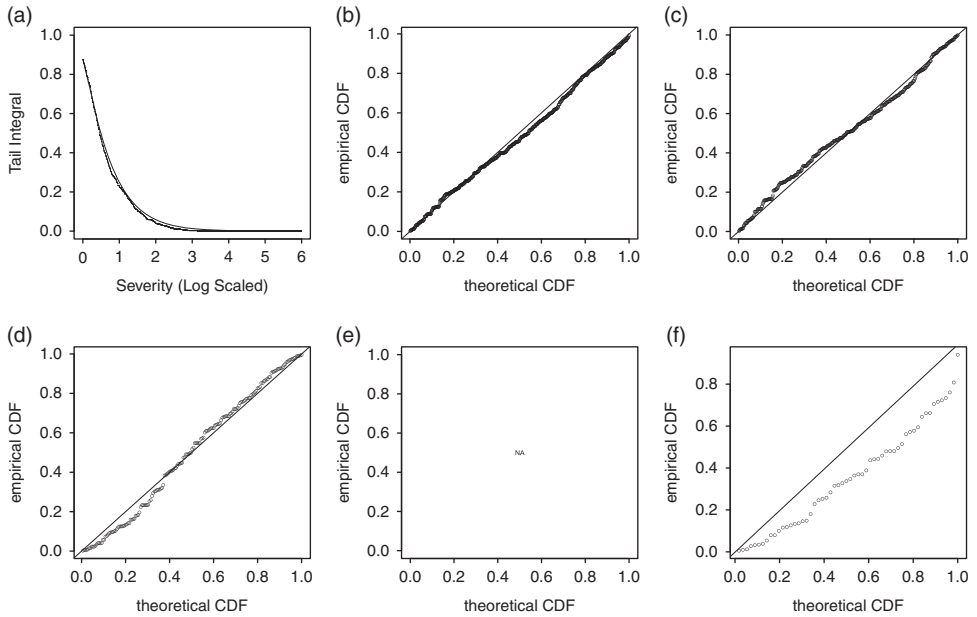 (a)
1.0
0.8
0.6
0.4
0.2
0.0
Tail Integral
0 1 2 3 4 5 6
Severity (Log Scaled)
(b)
1.0
0.8
0.6
0.4
0.2
0.0
empirical CDF
0.0 0.2 0.4 0.6 0.8 1.0
theoretical CDF
(c)
1.0
0.8
0.6
0.4
0.2
0.0
empirical CDF
0.0 0.2 0.4 0.6 0.8 1.0
theoretical CDF
(d)
1.0
0.8
0.6
0.4
0.2
0.0
empirical CDF
0.0 0.2 0.4 0.6 0.8 1.0
theoretical CDF
(e)
1.0
0.8
0.6
0.4
0.2
0.0
empirical CDF
NA
0.0 0.2 0.4 0.6 0.8 1.0
theoretical CDF
(f)
0.8
0.6
0.4
0.2
0.0
empirical CDF
0.0 0.2 0.4 0.6 0.8 1.0
theoretical CDF